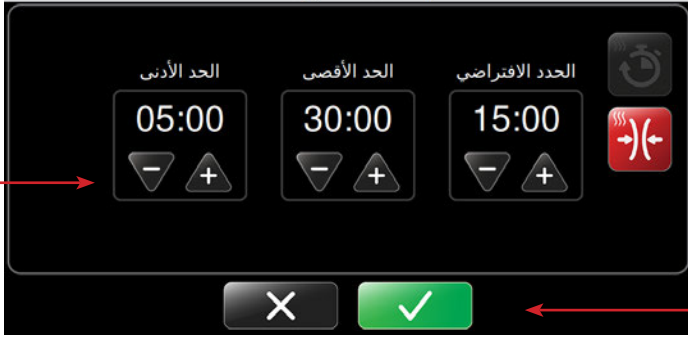 الحدد الافتراضي
الحد الأقصى
الحد الأدنى
15:00
30:00
05:00